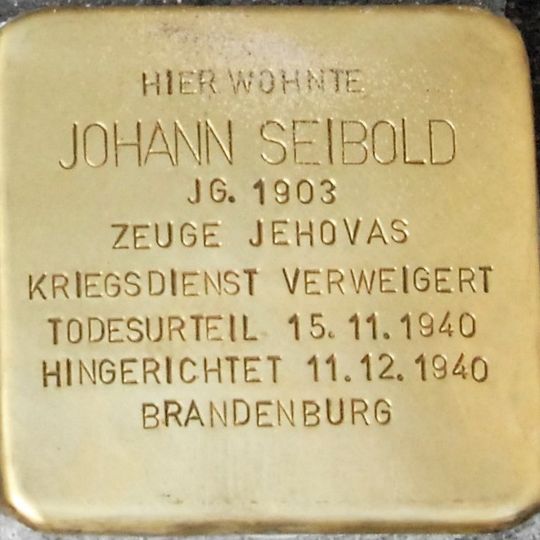 HIER WOHNTE
JOHANN SEIBOLD
JG. 1903
ZEUGE JEHOVAS
KRIEGSDIENST VERWEIGERT
TODESURTEIL 15.11.1940
HINGERICHTET 11.12.1940
BRANDENBURG